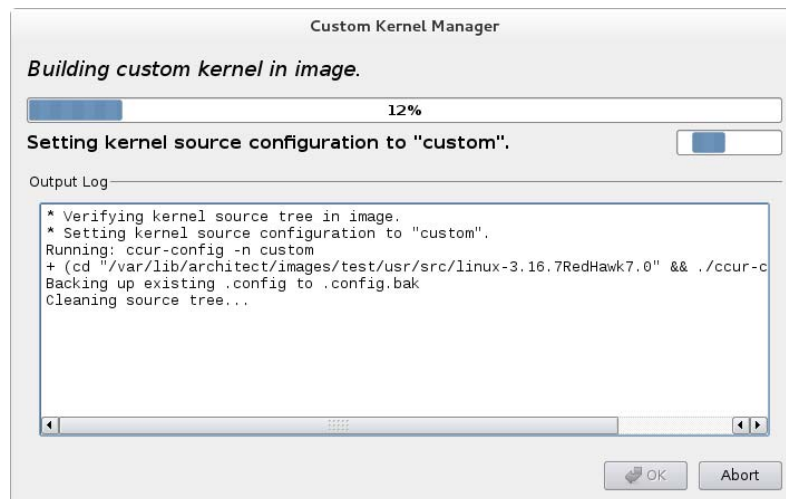 Custom Kernel Manager
Building custom kernel in image.
12%
Setting kernel source configuration to "custom".
Output Log
* Verifying kernel source tree in image.
* Setting kernel source configuration to "custom".
Running: ccur-config -n custom
+ (cd "/var/lib/architect/images/test/usr/src/linux-3.16.7RedHawk7.0" && ./ccur-c
Backing up existing .config to .config.bak
Cleaning source tree...
OK
Abort